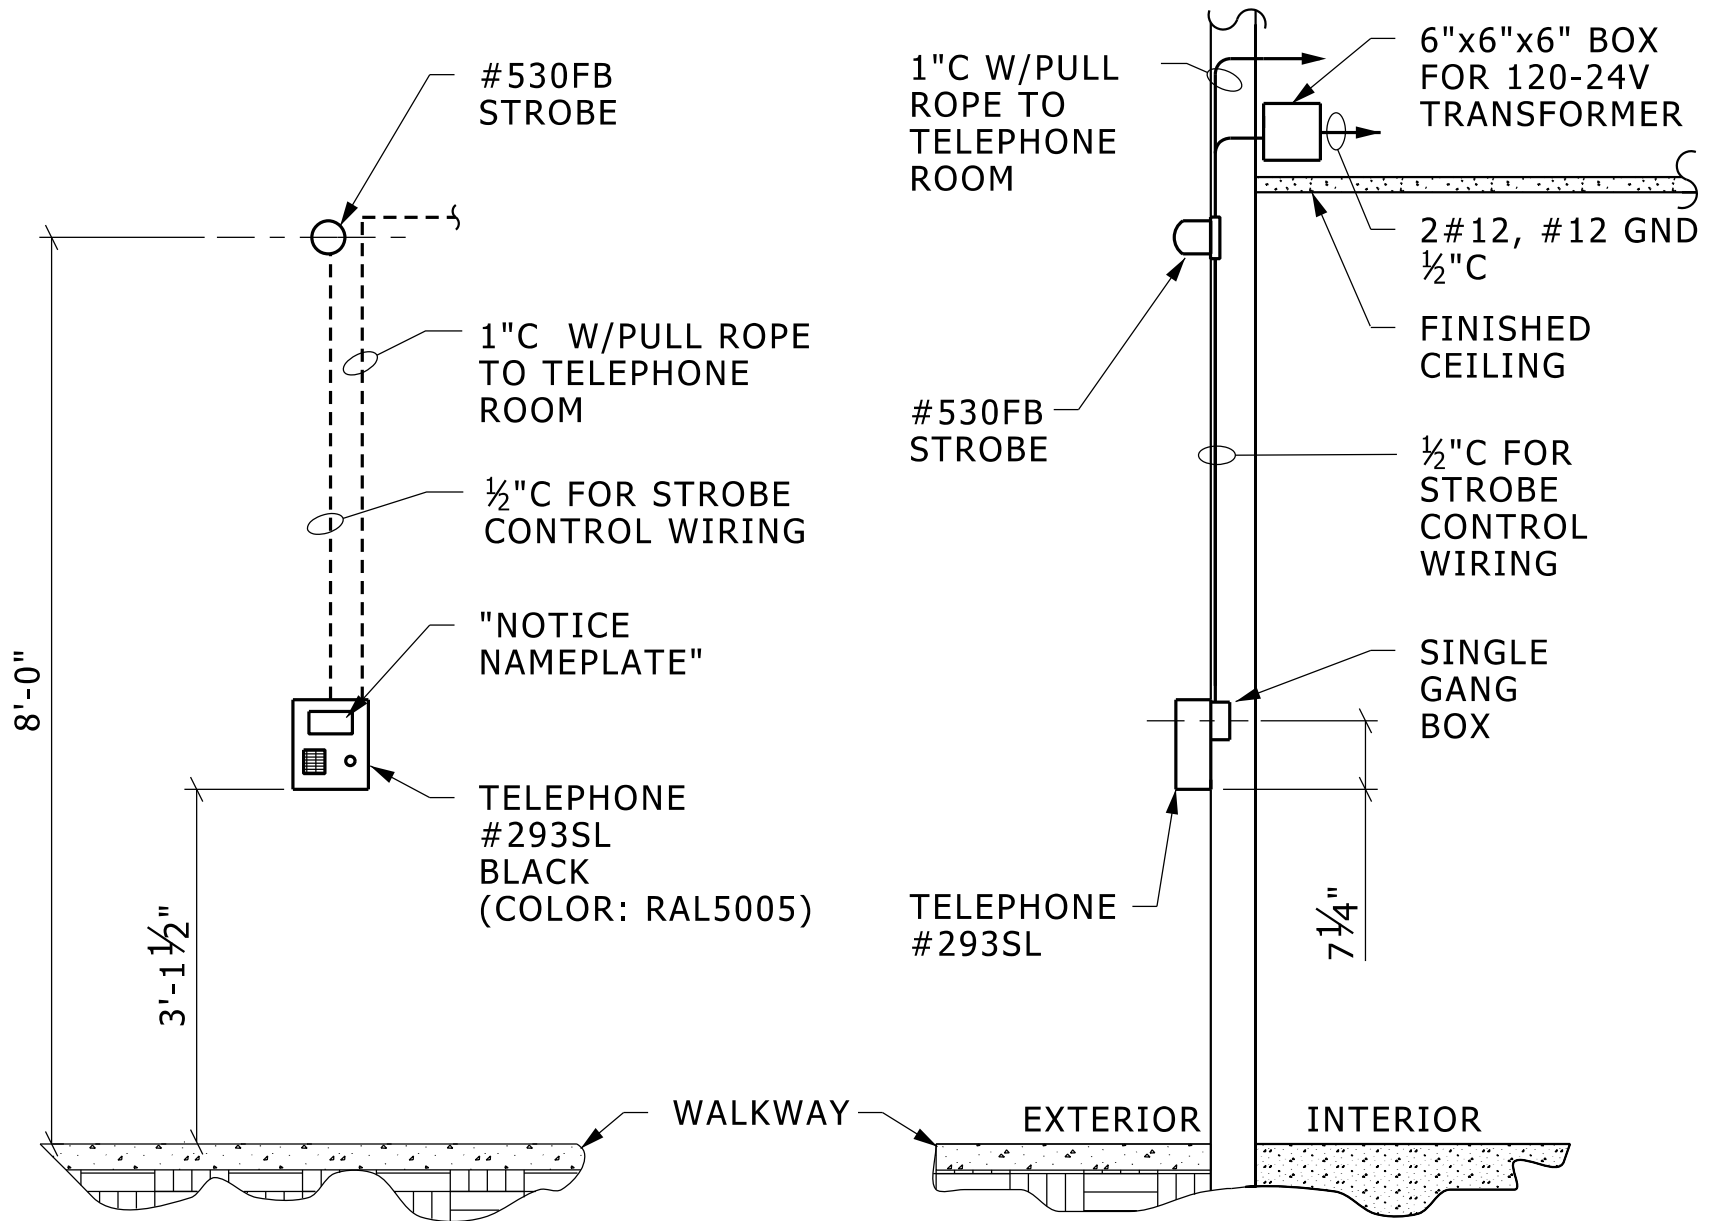 #530FB
STROBE
1"C  W/PULL ROPE
TO TELEPHONE
ROOM
½"C FOR STROBE
CONTROL WIRING
"NOTICE
NAMEPLATE"
TELEPHONE
#293SL
BLACK
(COLOR: RAL5005)
8'-0"
3'-1½"
WALKWAY
1"C W/PULL
ROPE TO
TELEPHONE
ROOM
#530FB
STROBE
TELEPHONE
#293SL
6"x6"x6" BOX
FOR 120-24V
TRANSFORMER
2#12, #12 GND
½"C
FINISHED
CEILING
½"C FOR
STROBE
CONTROL
WIRING
SINGLE
GANG
BOX
7¼"
EXTERIOR
INTERIOR